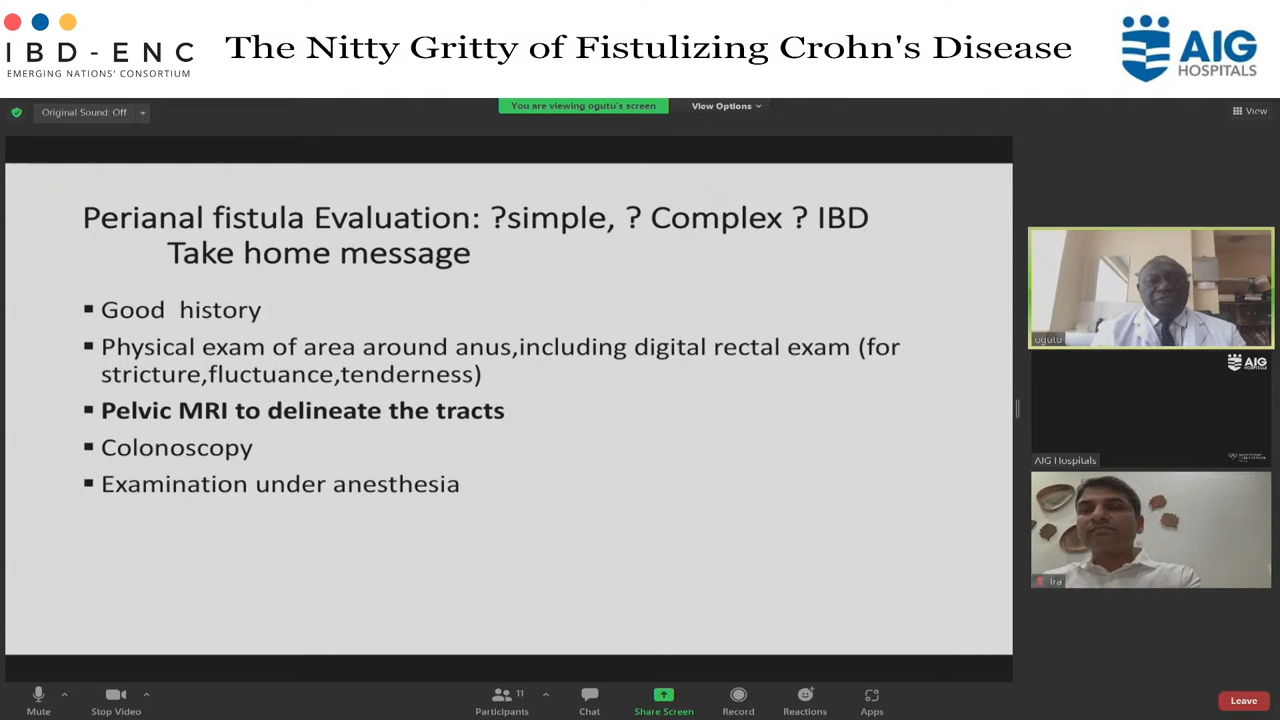 IBD-ENC
EMERGING NATIONS' CONSORTIUM
The Nitty Gritty of Fistulizing Crohn's Disease
AIG
HOSPITALS
Original Sound: Off
You are viewing ogutu's screen
View Options
View
Perianal fistula Evaluation: ?simple, ? Complex ? IBD
Take home message
▪ Good history
▪ Physical exam of area around anus,including digital rectal exam (for
stricture,fluctuance,tenderness)
▪ Pelvic MRI to delineate the tracts
▪ Colonoscopy
▪ Examination under anesthesia
ogutu
AIG
AIG Hospitals
Ira
Mute
Stop Video
Participants
11
Chat
Share Screen
Record
Reactions
Apps
Leave